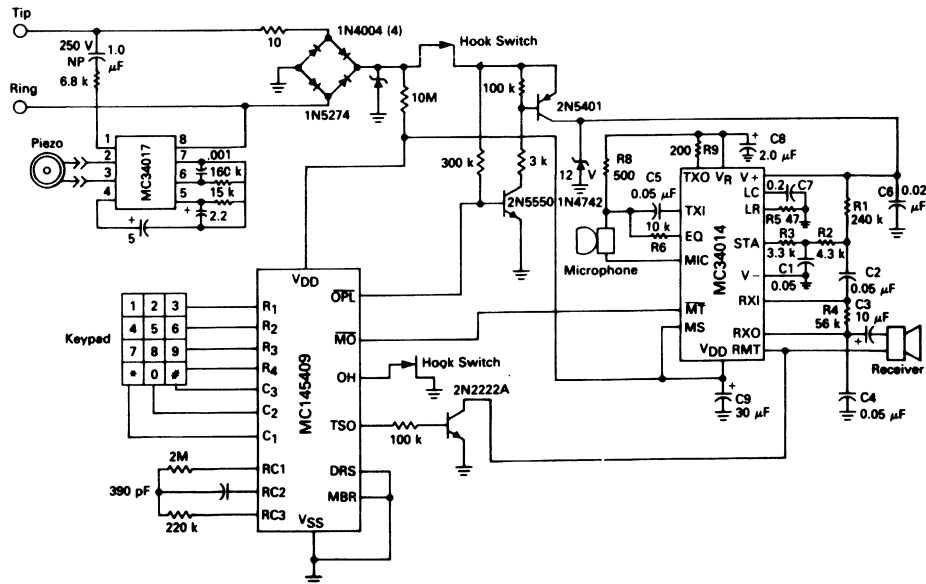 Tip
250 V
NP
1.0
μF
6.8 k
Ring
10
1N4004 (4)
1N5274
Hook Switch
10M
100 k
2N5401
300 k
3 k
2N5550
12 V
1N4742
Piezo
1
2
3
4
MC34017
8
7
6
5
.001
160 k
15 k
+
2.2
+
5
R8
500
200
R9
+
C8
2.0 μF
C5
0.05 μF
10 k
R6
Microphone
TXO
VR
V+
TXI
EQ
MIC
MT
MS
VDD
MC34014
LC
LR
STA
V−
RXI
RXO
RMT
0.2
C7
R5 47
R1
240 k
C6
0.02
μF
R3
3.3 k
R2
4.3 k
C1
0.05
C2
0.05 μF
R4
56 k
C3
10 μF
+
Receiver
C4
0.05 μF
+
C9
30 μF
Keypad
1 2 3
4 5 6
7 8 9
* 0 #
VDD
R1
R2
R3
R4
C3
C2
C1
RC1
RC2
RC3
VSS
MC145409
OPL
MO
OH
TSO
DRS
MBR
Hook Switch
2N2222A
100 k
2M
390 pF
220 k